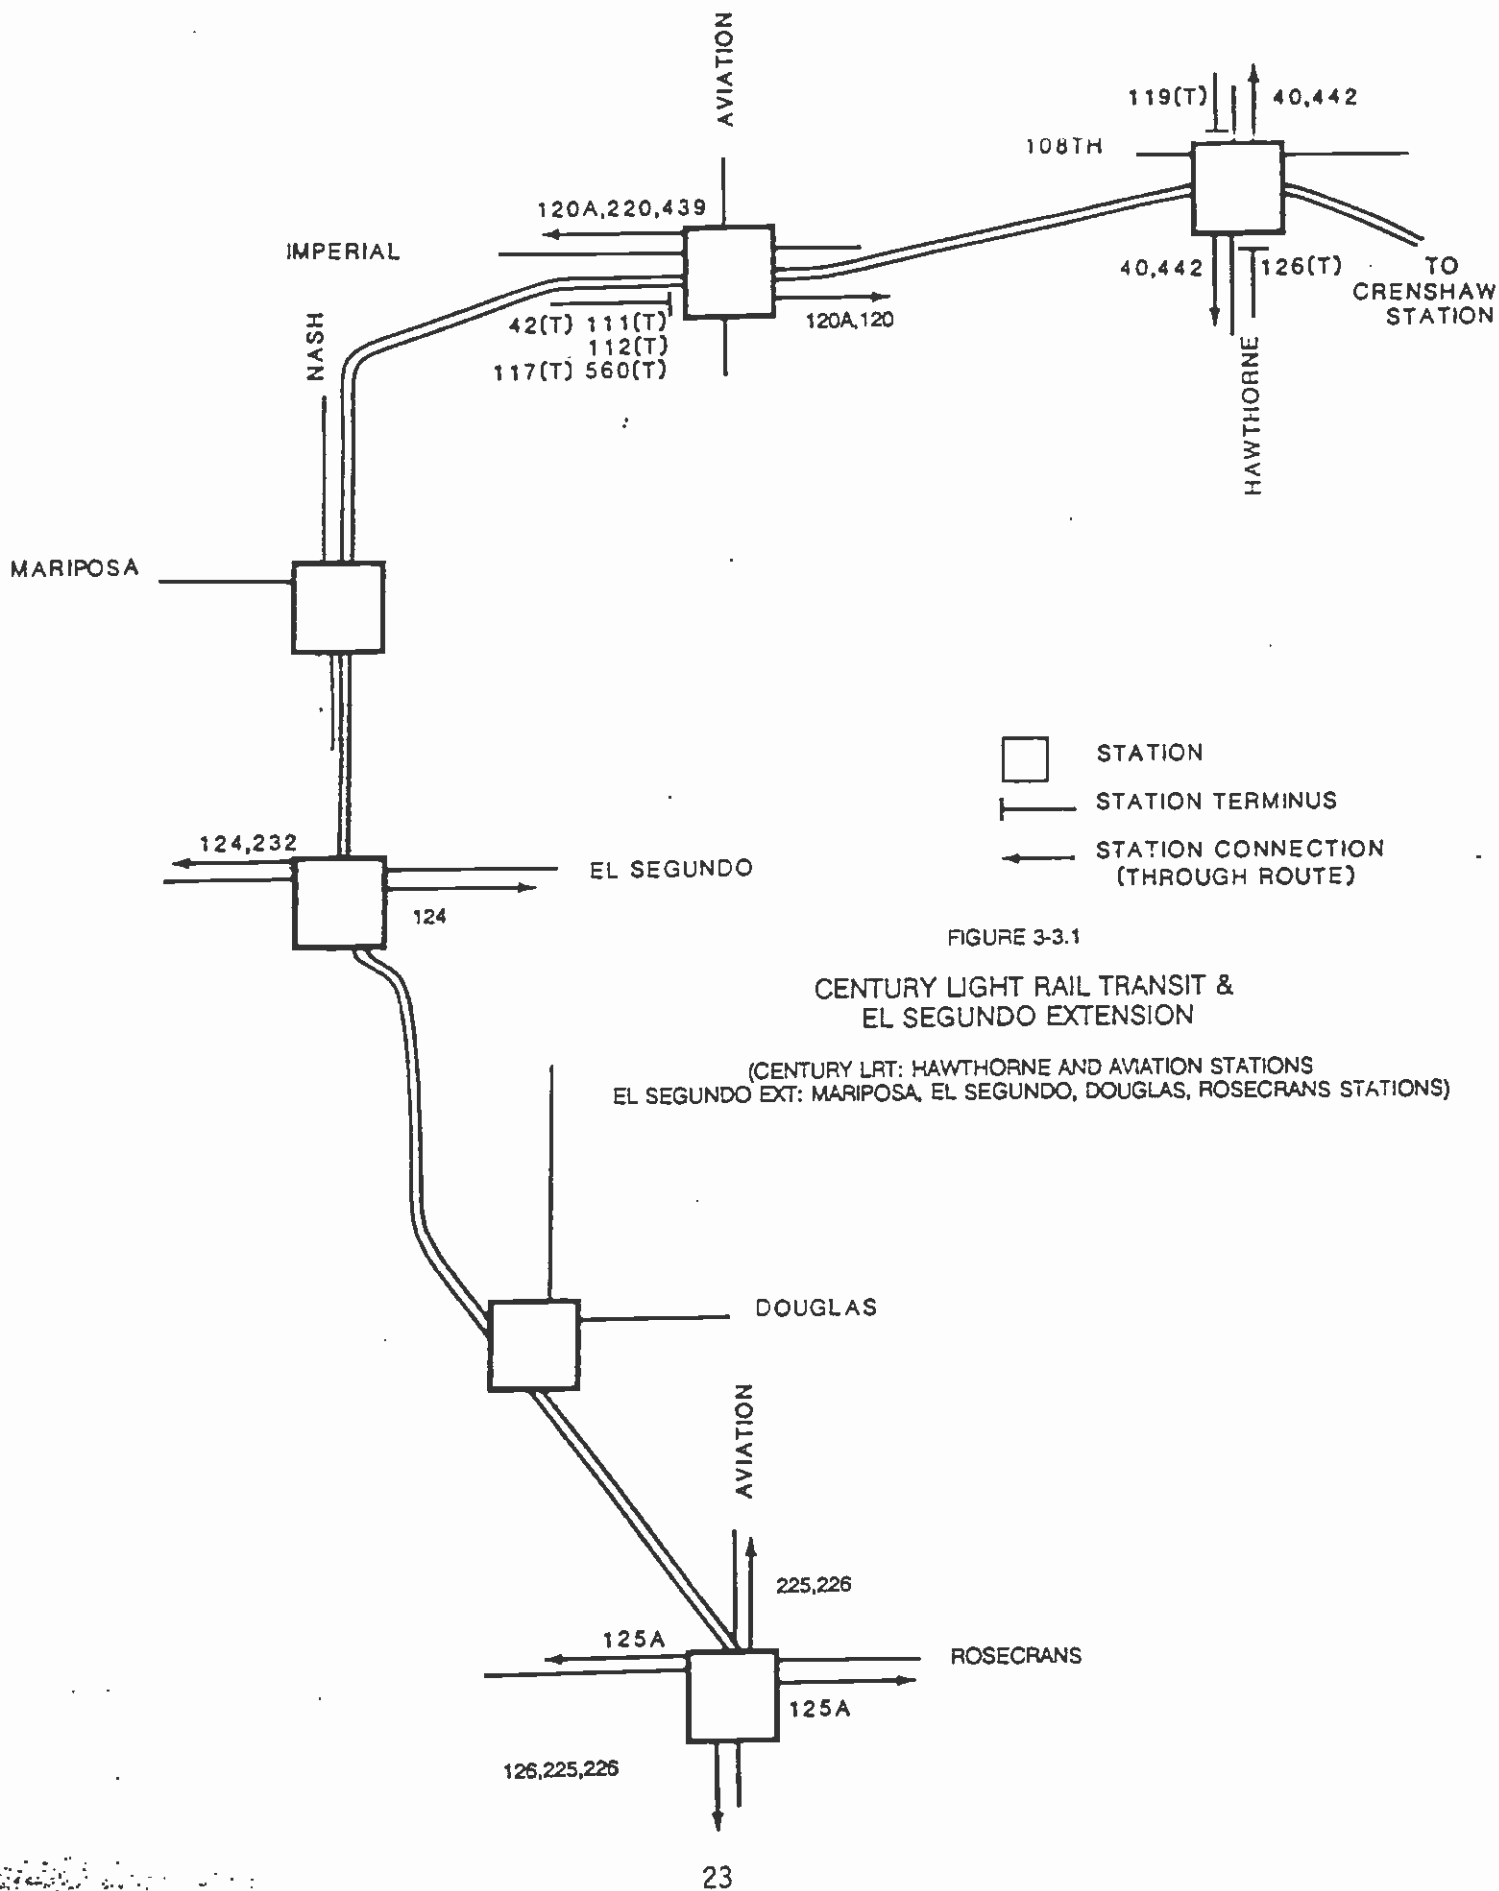 AVIATION
119(T)
40,442
108TH
120A,220,439
IMPERIAL
40,442
126(T)
TO
CRENSHAW
STATION
120A,120
42(T) 111(T)
112(T)
117(T) 560(T)
NASH
HAWTHORNE
MARIPOSA
STATION
STATION TERMINUS
STATION CONNECTION
(THROUGH ROUTE)
124,232
EL SEGUNDO
124
FIGURE 3-3.1
CENTURY LIGHT RAIL TRANSIT &
EL SEGUNDO EXTENSION
(CENTURY LRT: HAWTHORNE AND AVIATION STATIONS
EL SEGUNDO EXT: MARIPOSA, EL SEGUNDO, DOUGLAS, ROSECRANS STATIONS)
DOUGLAS
AVIATION
225,226
125A
ROSECRANS
125A
126,225,226
23